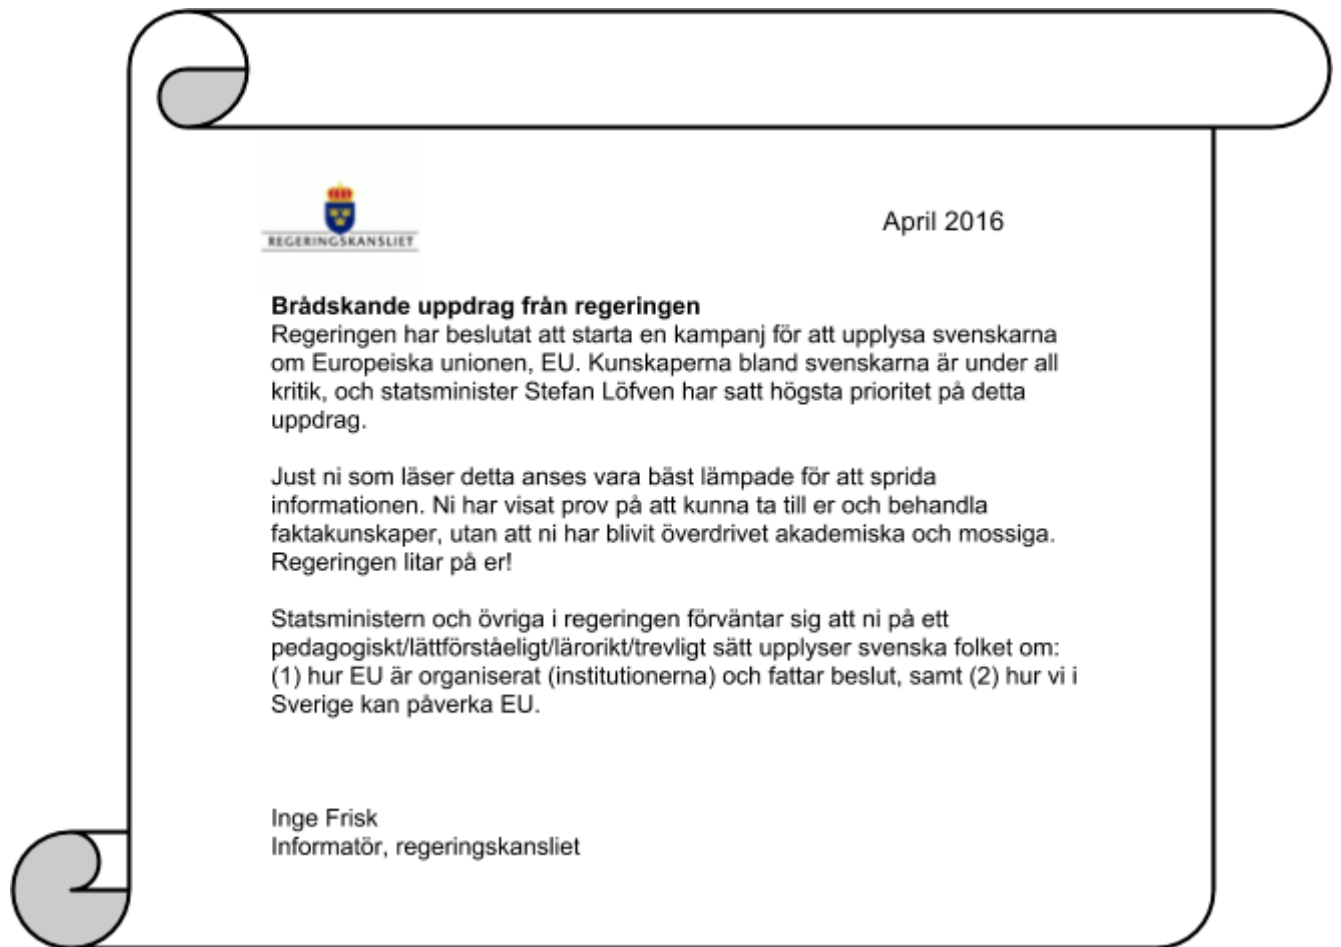 REGERINGSKANSLIET
April 2016
Brådskande uppdrag från regeringen
Regeringen har beslutat att starta en kampanj för att upplysa svenskarna
om Europeiska unionen, EU. Kunskaperna bland svenskarna är under all
kritik, och statsminister Stefan Löfven har satt högsta prioritet på detta
uppdrag.
Just ni som läser detta anses vara bäst lämpade för att sprida
informationen. Ni har visat prov på att kunna ta till er och behandla
faktakunskaper, utan att ni har blivit överdrivet akademiska och mossiga.
Regeringen litar på er!
Statsministern och övriga i regeringen förväntar sig att ni på ett
pedagogiskt/lättförståeligt/lärorikt/trevligt sätt upplyser svenska folket om:
(1) hur EU är organiserat (institutionerna) och fattar beslut, samt (2) hur vi i
Sverige kan påverka EU.
Inge Frisk
Informatör, regeringskansliet